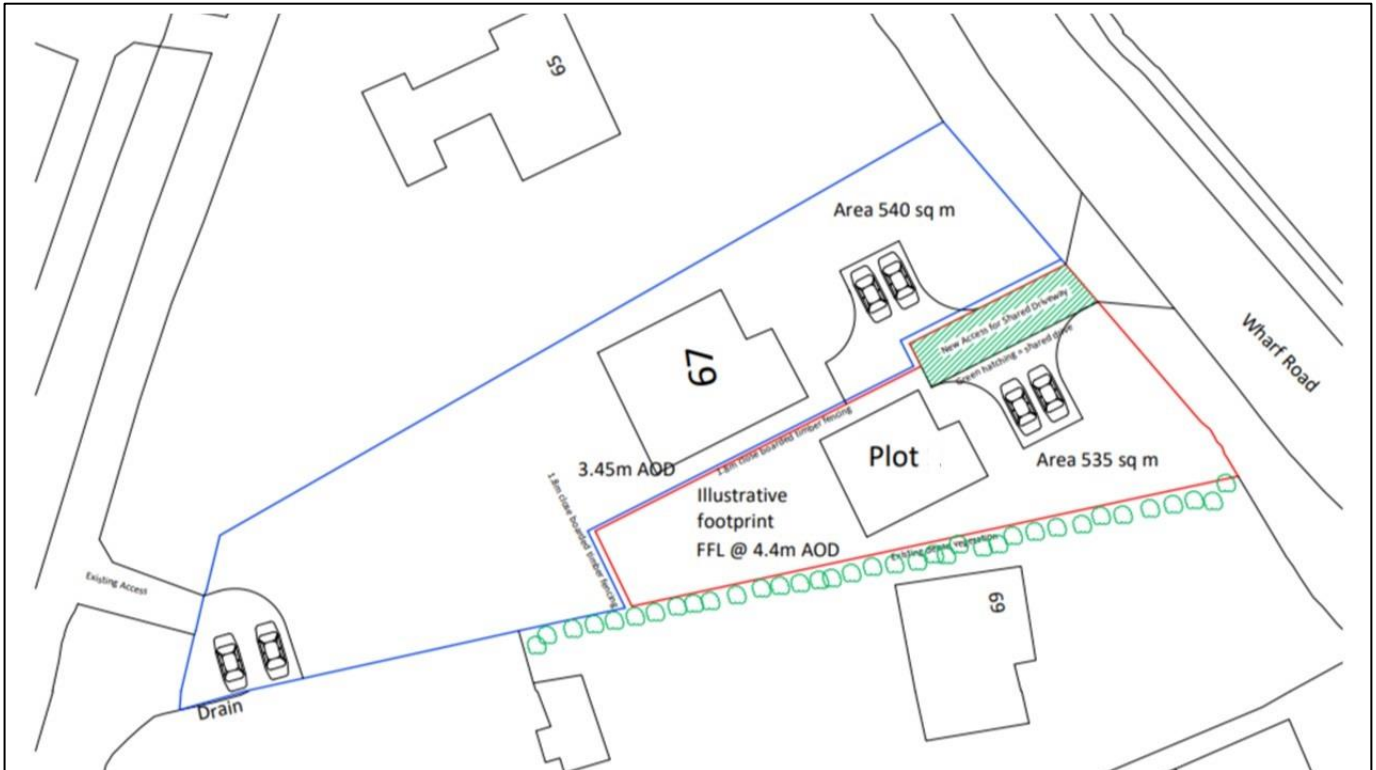 65
Area 540 sq m
New Access for Shared Driveway
Green hatching = shared drive
Wharf Road
67
1.8m close boarded timber fencing
Plot
Area 535 sq m
3.45m AOD
1.8m close boarded timber fencing
Illustrative
footprint
FFL @ 4.4m AOD
Existing dense vegetation
Existing Access
69
Drain